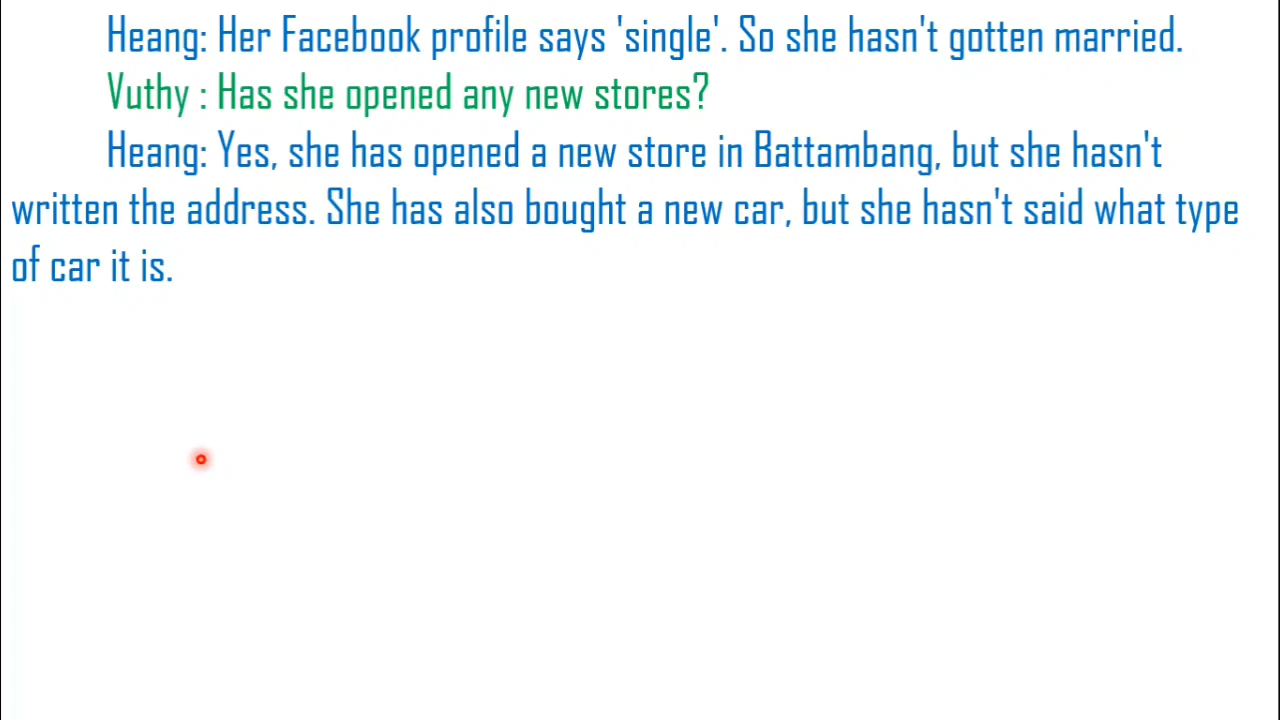 Heang: Her Facebook profile says 'single'. So she hasn't gotten married.
Vuthy : Has she opened any new stores?
Heang: Yes, she has opened a new store in Battambang, but she hasn't
written the address. She has also bought a new car, but she hasn't said what type
of car it is.